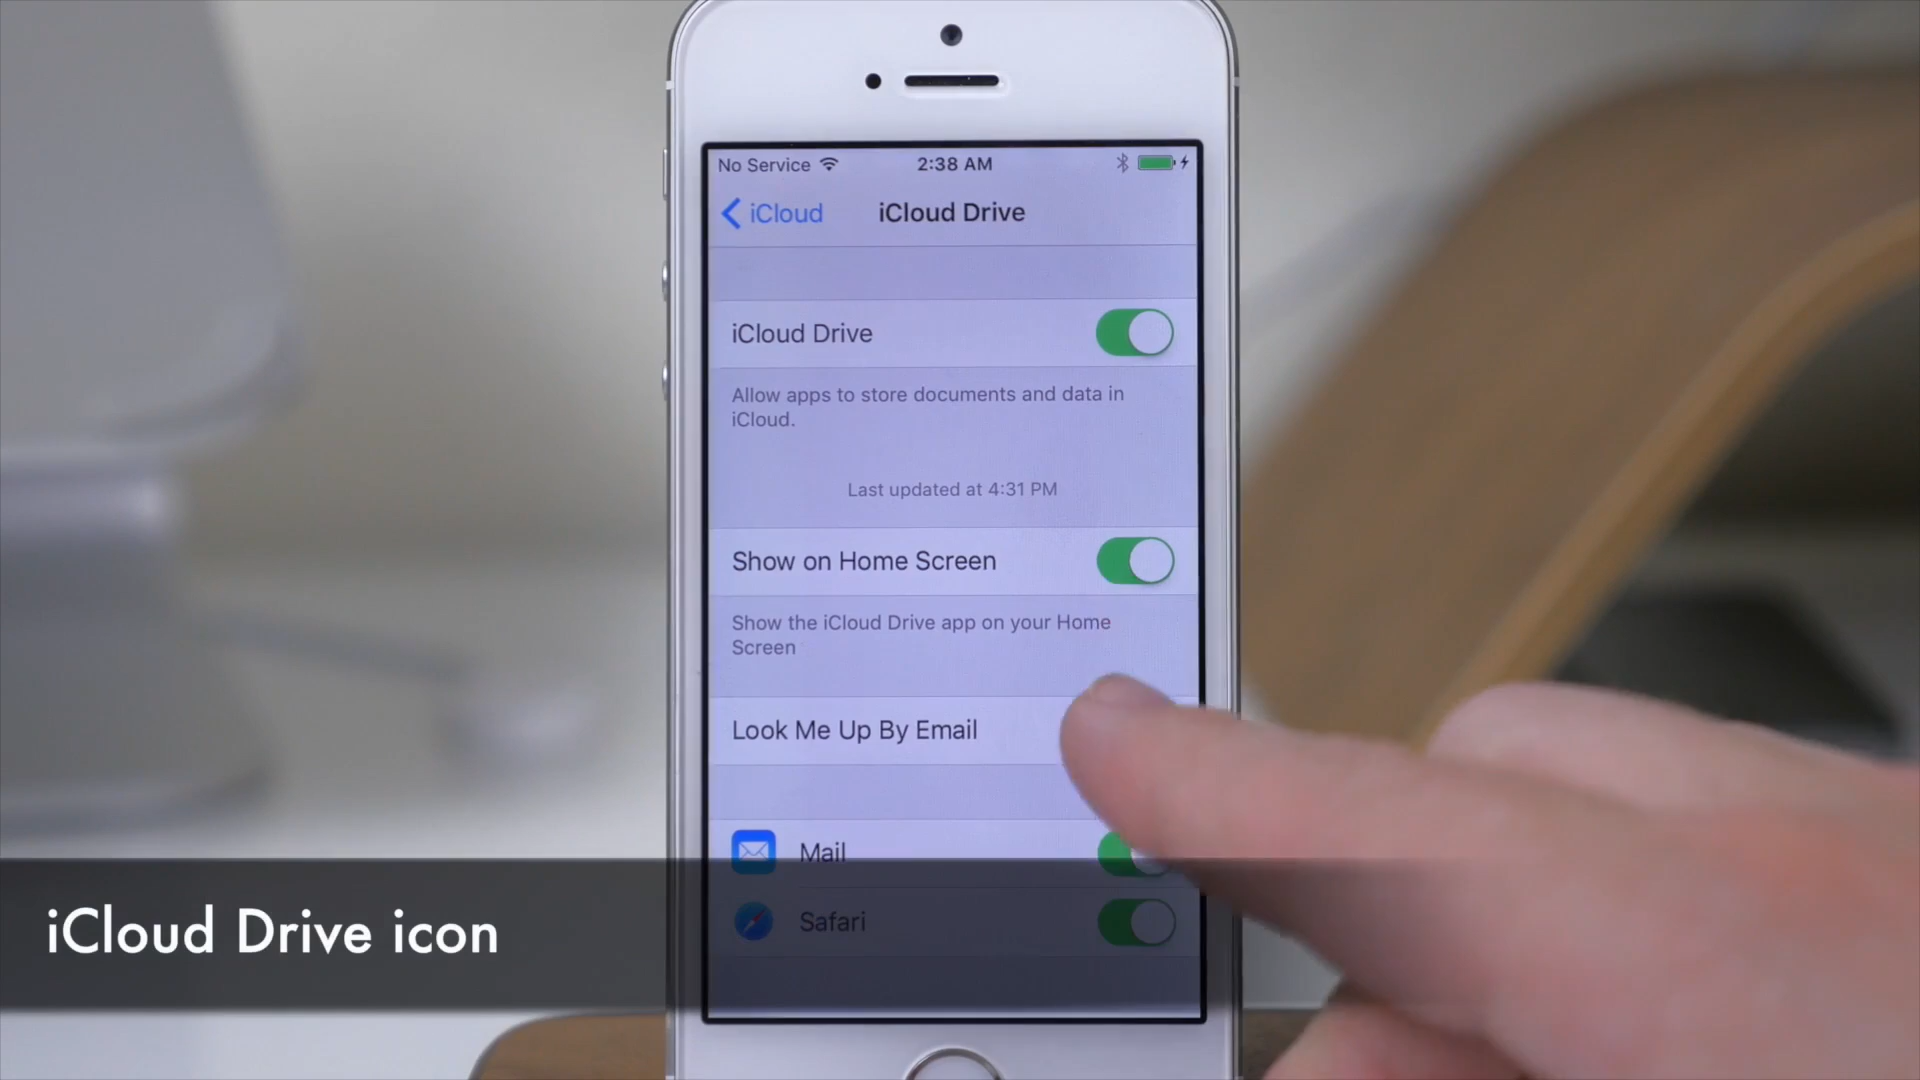 No Service 2:38 AM
iCloud iCloud Drive
iCloud Drive
Allow apps to store documents and data in
iCloud.
Last updated at 4:31 PM
Show on Home Screen
Show the iCloud Drive app on your Home
Screen
Look Me Up By Email
Mail
Safari
iCloud Drive icon